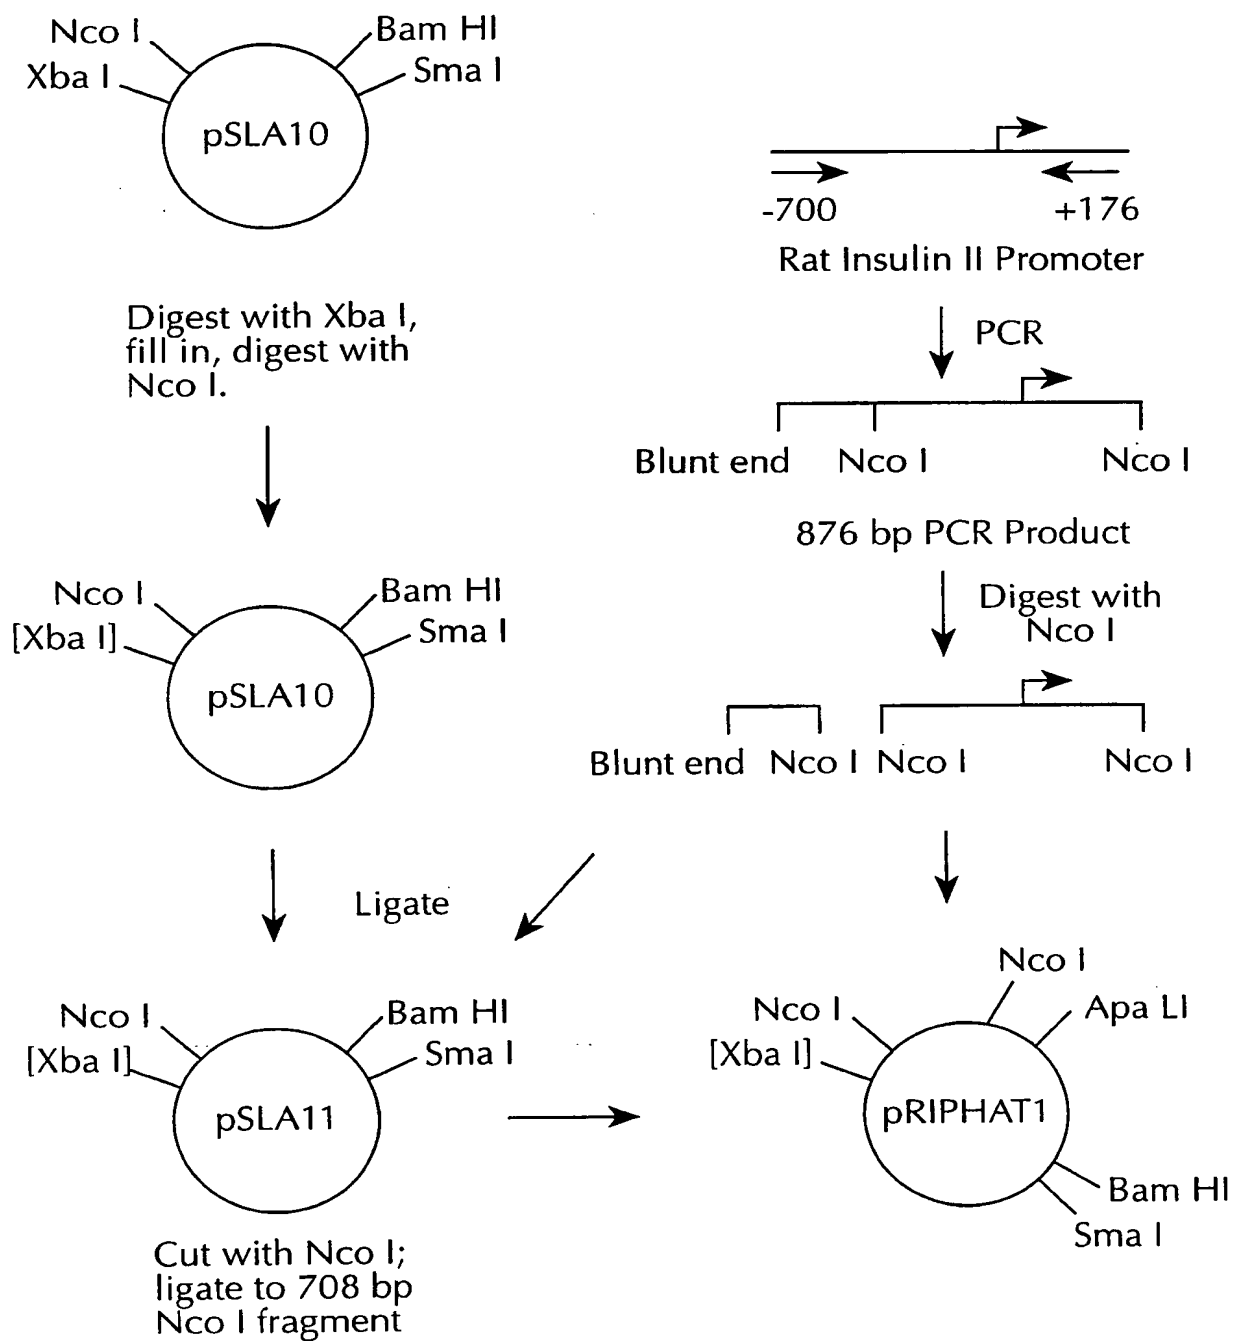 Nco I
Bam HI
Xba I
Sma I
pSLA10
Digest with Xba I,
fill in, digest with
Nco I.
-700
+176
Rat Insulin II Promoter
PCR
Blunt end
Nco I
Nco I
876 bp PCR Product
Digest with
Nco I
Nco I
Bam HI
[Xba I]
Sma I
pSLA10
Blunt end
Nco I
Nco I
Nco I
Ligate
Nco I
Bam HI
[Xba I]
Sma I
pSLA11
Cut with Nco I;
ligate to 708 bp
Nco I fragment
Nco I
Nco I
Apa LI
[Xba I]
pRIPHAT1
Bam HI
Sma I